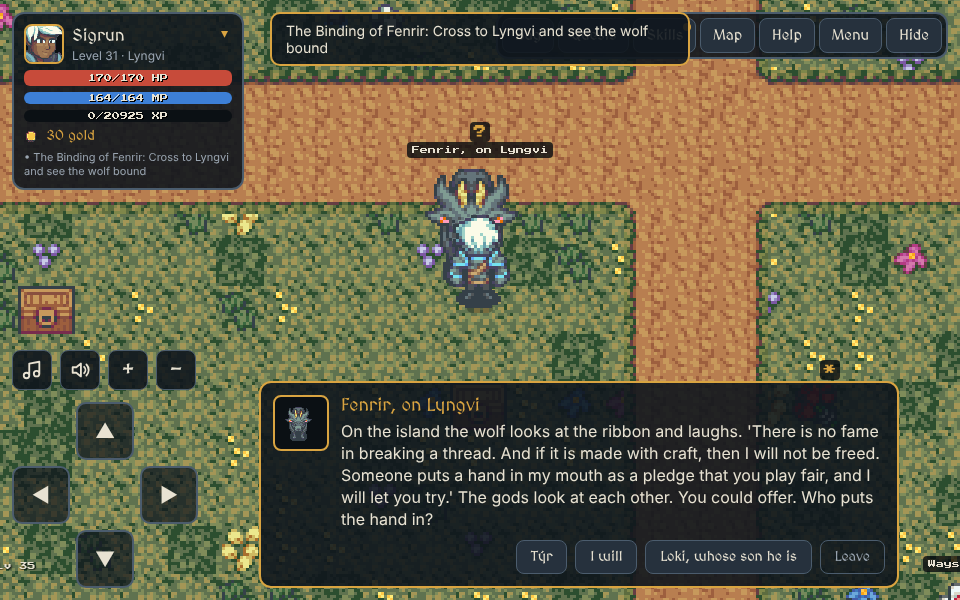 Sigrun
Level 31 · Lyngvi
170/170 HP
164/164 MP
0/20925 XP
30 gold
• The Binding of Fenrir: Cross to Lyngvi
and see the wolf bound
The Binding of Fenrir: Cross to Lyngvi and see the wolf
bound
Skills
Map
Help
Menu
Hide
?
Fenrir, on Lyngvi
+
-
Fenrir, on Lyngvi
On the island the wolf looks at the ribbon and laughs. 'There is no fame
in breaking a thread. And if it is made with craft, then I will not be freed.
Someone puts a hand in my mouth as a pledge that you play fair, and I
will let you try.' The gods look at each other. You could offer. Who puts
the hand in?
Týr
I will
Loki, whose son he is
Leave
Lv 35
Ways